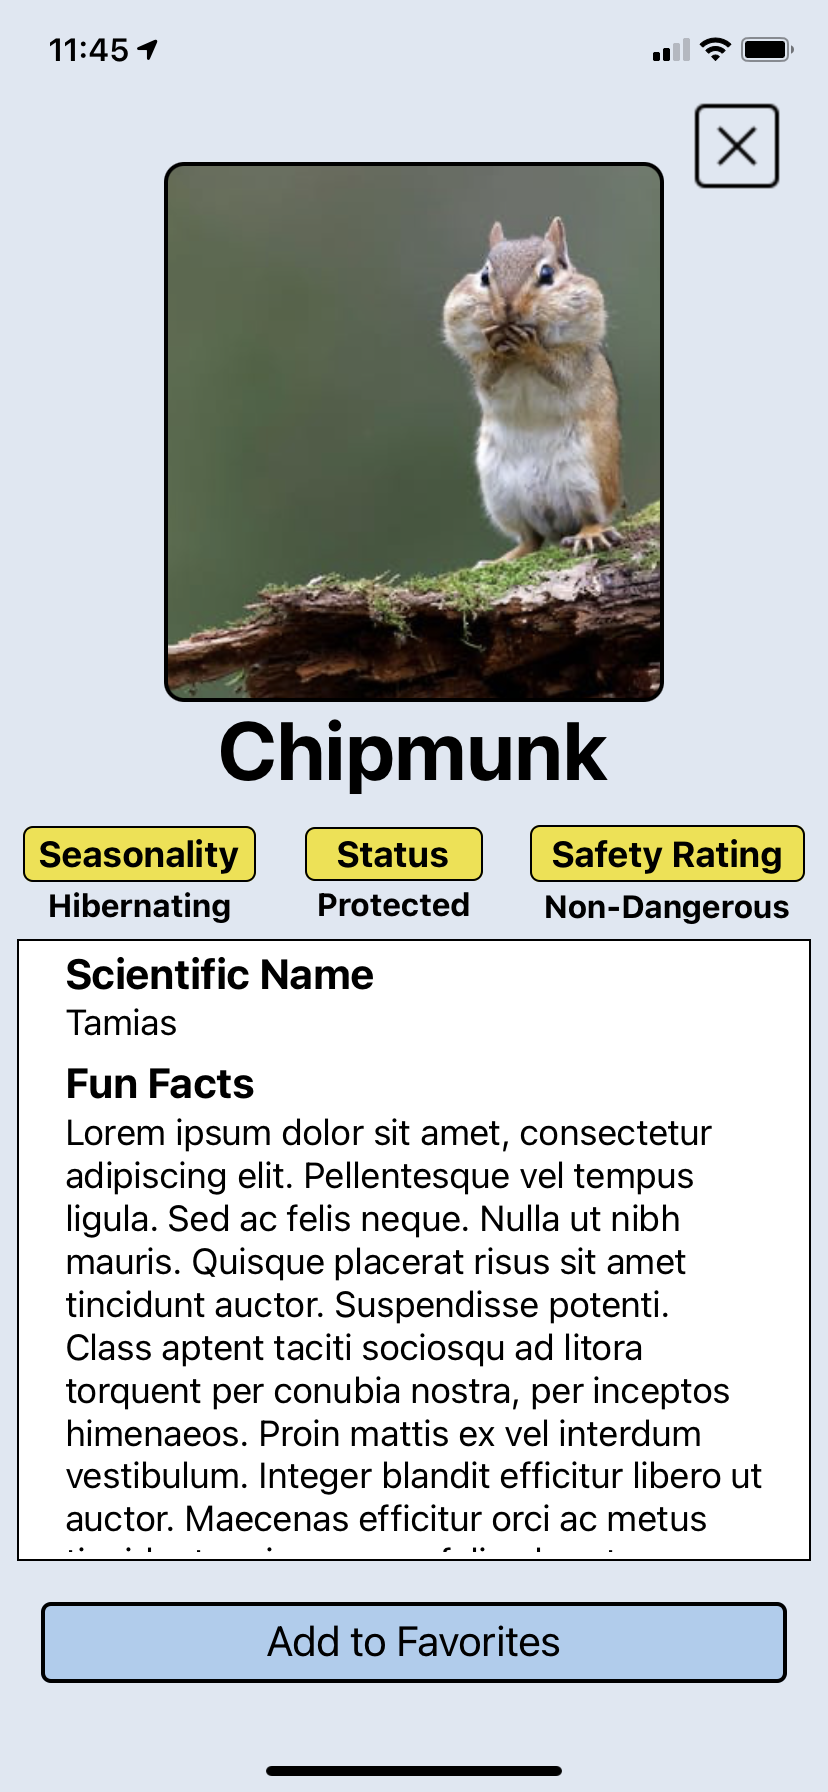 11:45
Chipmunk
Seasonality Status Safety Rating
Hibernating Protected Non-Dangerous
Scientific Name
Tamias
Fun Facts
Lorem ipsum dolor sit amet, consectetur
adipiscing elit. Pellentesque vel tempus
ligula. Sed ac felis neque. Nulla ut nibh
mauris. Quisque placerat risus sit amet
tincidunt auctor. Suspendisse potenti.
Class aptent taciti sociosqu ad litora
torquent per conubia nostra, per inceptos
himenaeos. Proin mattis ex vel interdum
vestibulum. Integer blandit efficitur libero ut
auctor. Maecenas efficitur orci ac metus
Add to Favorites